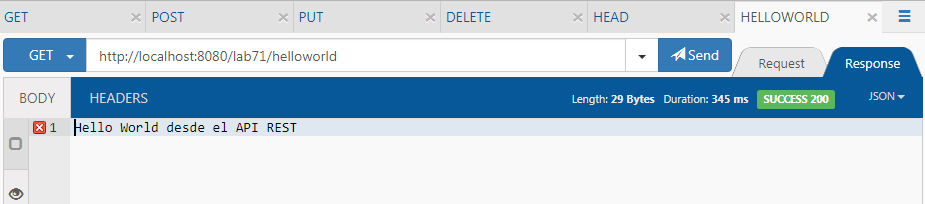 GET POST PUT DELETE HEAD HELLOWORLD
GET http://localhost:8080/lab71/helloworld Send Request Response
BODY HEADERS Length: 29 Bytes Duration: 345 ms SUCCESS 200 JSON
1 Hello World desde el API REST